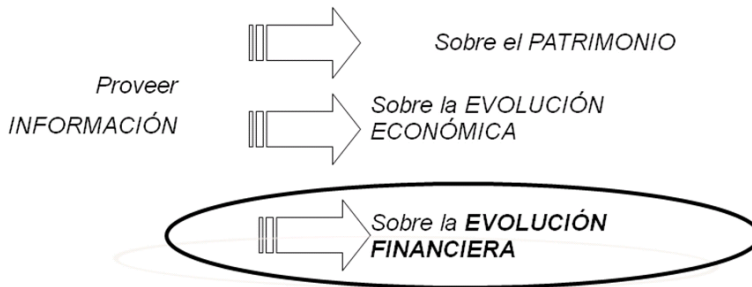 Proveer
INFORMACIÓN
Sobre el PATRIMONIO
Sobre la EVOLUCIÓN
ECONÓMICA
Sobre la EVOLUCIÓN
FINANCIERA